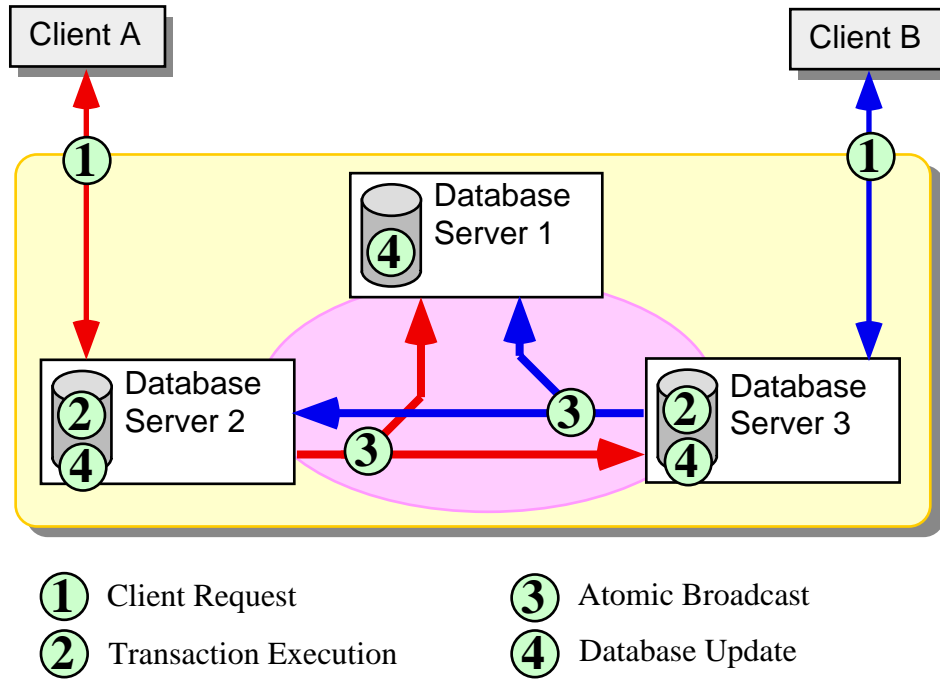 Client A
Client B
1
1
Database
Server 1
4
Database
Server 2
2
4
3
3
Database
Server 3
2
4
1 Client Request
2 Transaction Execution
3 Atomic Broadcast
4 Database Update